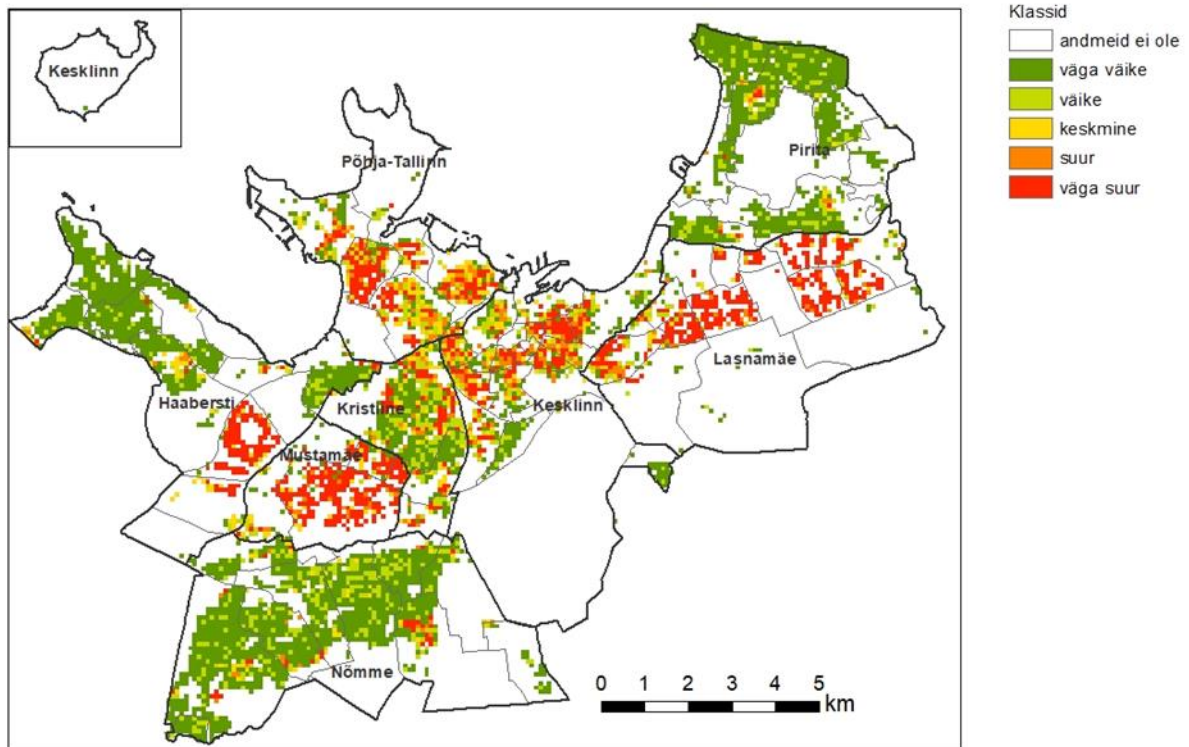 Kesklinn
Põhja-Tallinn
Pirita
Lasnamäe
Haabersti
Kristiine
Kesklinn
Mustamäe
Nõmme
0 1 2 3 4 5
km
Klassid
andmeid ei ole
väga väike
väike
keskmine
suur
väga suur